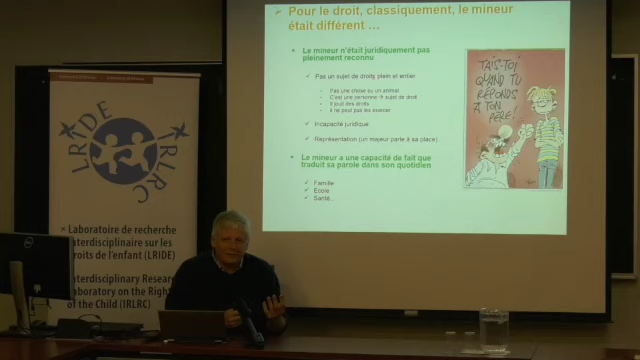 ➢ Pour le droit, classiquement, le mineur
était différent …
• Le mineur n'était juridiquement pas
pleinement reconnu
✓ Pas un sujet de droits plein et entier
- Pas une chose ou un animal
- C'est une personne → sujet de droit
- Il jouit des droits
- Il ne peut pas les exercer
✓ Incapacité juridique
✓ Représentation (un majeur parle à sa place)
• Le mineur a une capacité de fait que
traduit sa parole dans son quotidien
✓ Famille
✓ Ecole
✓ Santé...
TAIS-TOI
QUAND TU
RÉPONDS
A TON
PÈRE!
LRIDE
IRLRC
Laboratoire de recherche
interdisciplinaire sur les
droits de l'enfant (LRIDE)
Interdisciplinary Research
Laboratory on the Rights
of the Child (IRLRC)
DELL